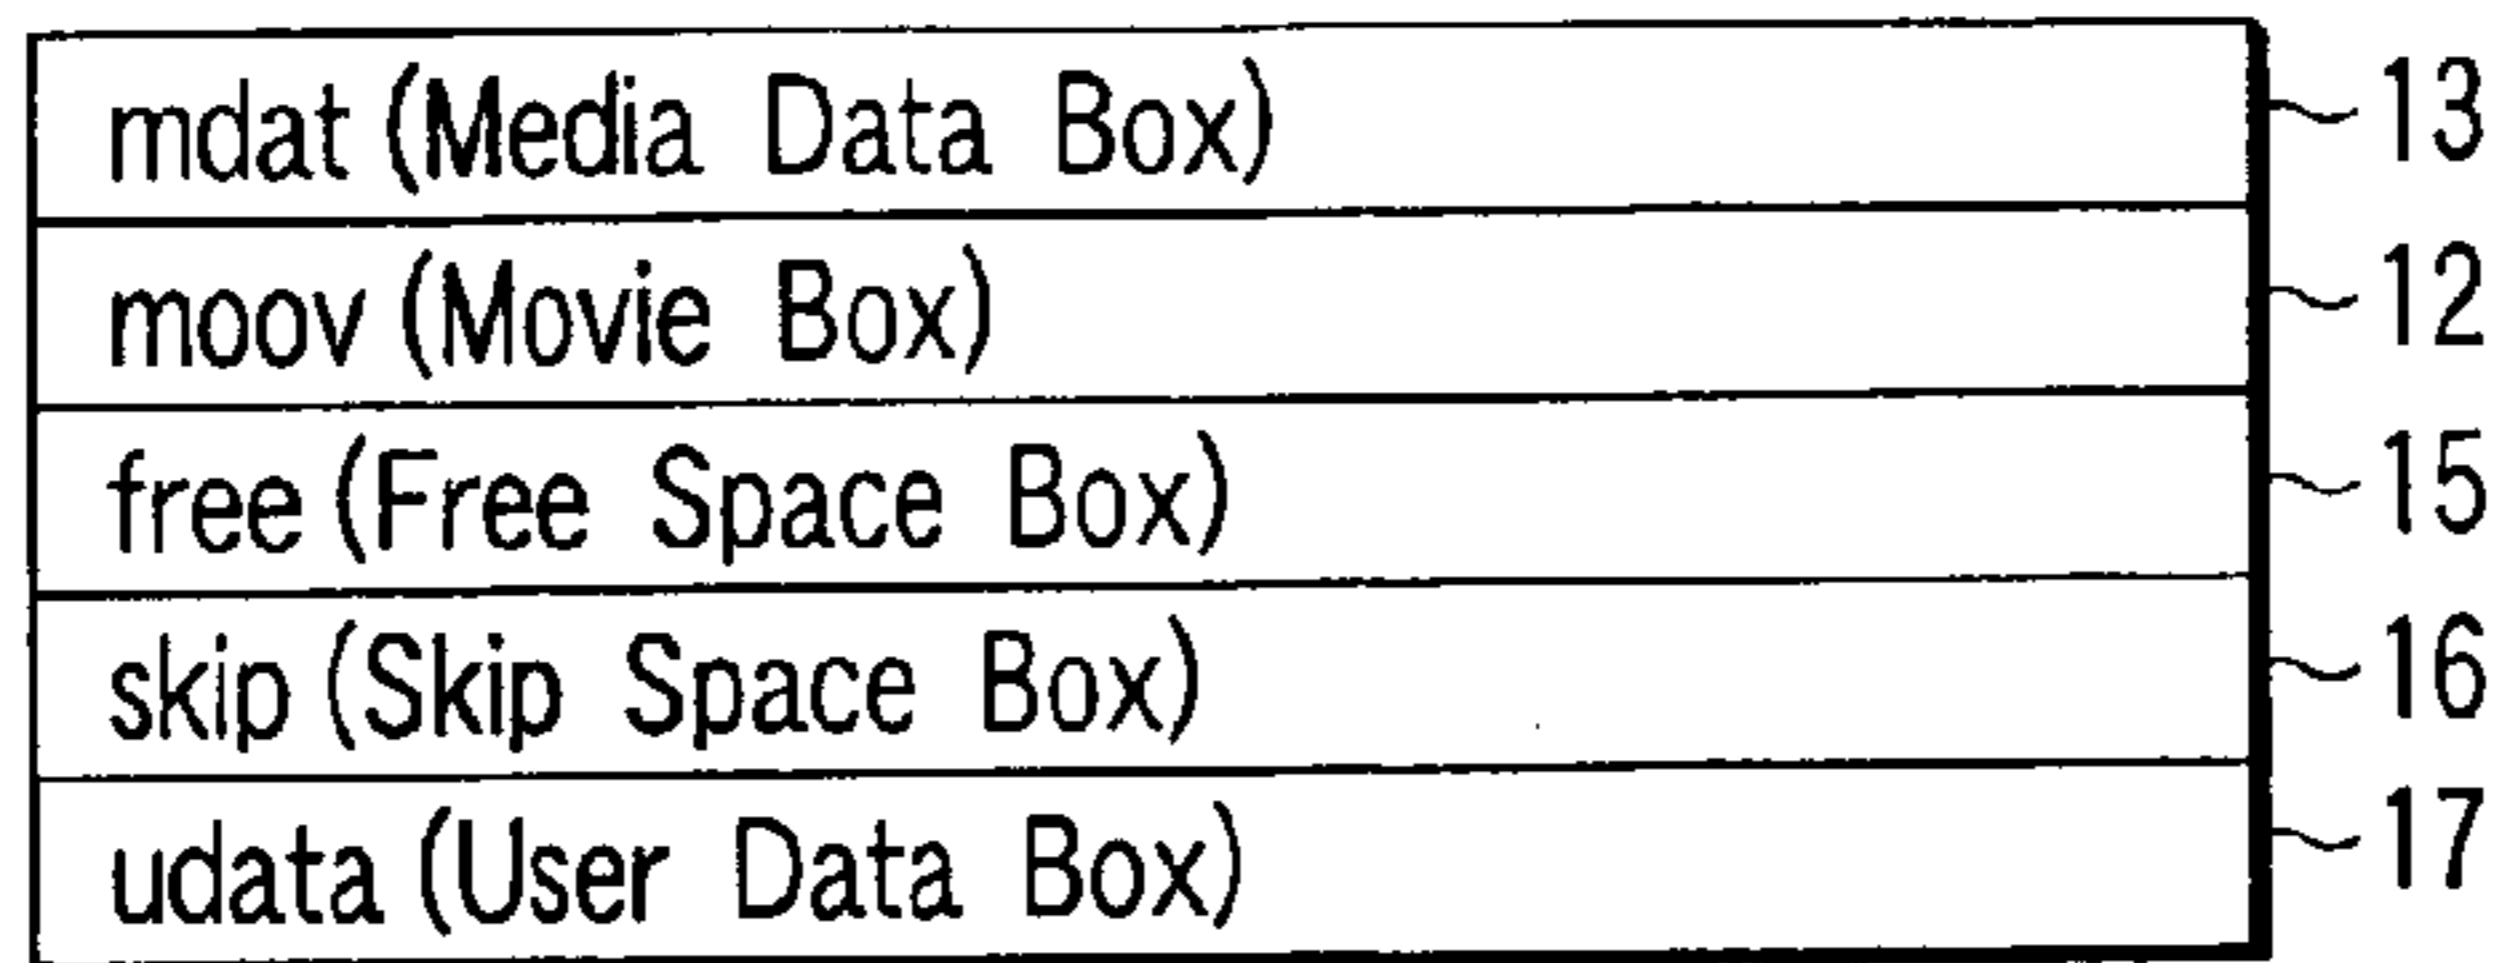 mdat (Media Data Box) 13
moov (Movie Box) 12
free (Free Space Box) 15
skip (Skip Space Box) 16
udata (User Data Box) 17